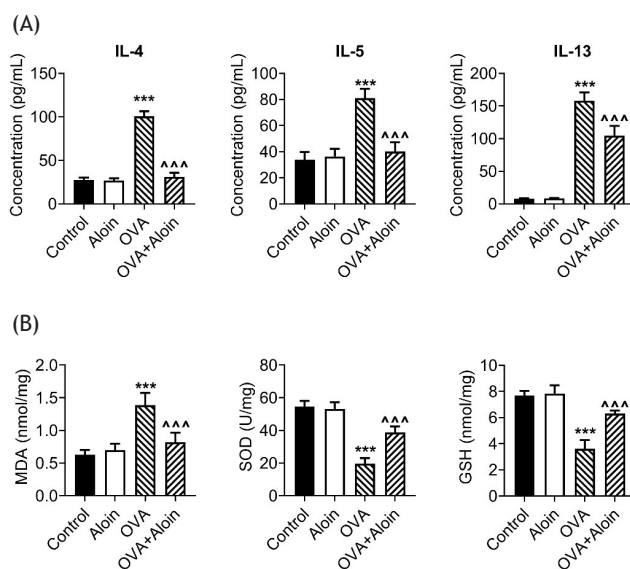 (A)
IL-4
Concentration (pg/mL)
150
100
50
0
***
^^^
Control
Aloin
OVA
OVA+Aloin
IL-5
Concentration (pg/mL)
100
80
60
40
20
0
***
^^^
Control
Aloin
OVA
OVA+Aloin
IL-13
Concentration (pg/mL)
200
150
100
50
0
***
^^^
Control
Aloin
OVA
OVA+Aloin
(B)
MDA (nmol/mg)
2.0
1.5
1.0
0.5
0.0
***
^^^
Control
Aloin
OVA
OVA+Aloin
SOD (U/mg)
80
60
40
20
0
***
^^^
Control
Aloin
OVA
OVA+Aloin
GSH (nmol/mg)
10
8
6
4
2
0
***
^^^
Control
Aloin
OVA
OVA+Aloin